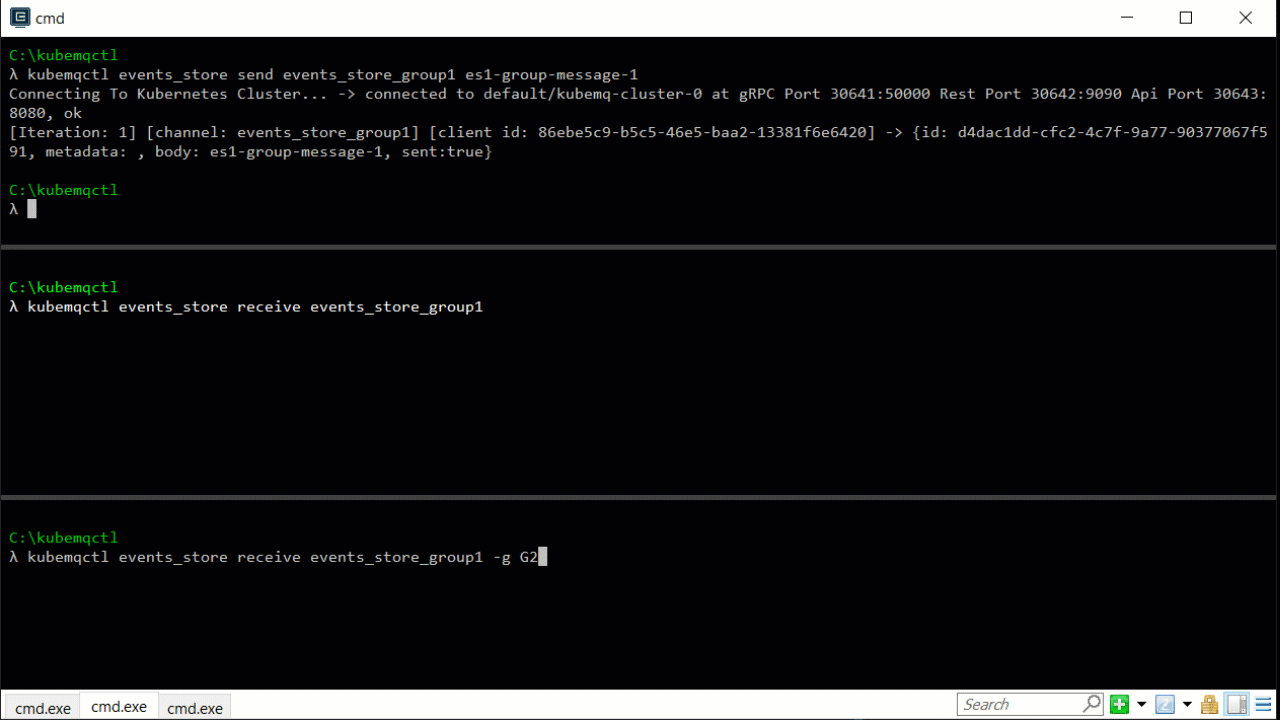 cmd
C:\kubemqctl
λ kubemqctl events_store send events_store_group1 es1-group-message-1
Connecting To Kubernetes Cluster... -> connected to default/kubemq-cluster-0 at gRPC Port 30641:50000 Rest Port 30642:9090 Api Port 30643:
8080, ok
[Iteration: 1] [channel: events_store_group1] [client id: 86ebe5c9-b5c5-46e5-baa2-13381f6e6420] -> {id: d4dac1dd-cfc2-4c7f-9a77-90377067f5
91, metadata: , body: es1-group-message-1, sent:true}
C:\kubemqctl
λ
C:\kubemqctl
λ kubemqctl events_store receive events_store_group1
C:\kubemqctl
λ kubemqctl events_store receive events_store_group1 -g G2
cmd.exe cmd.exe cmd.exe Search